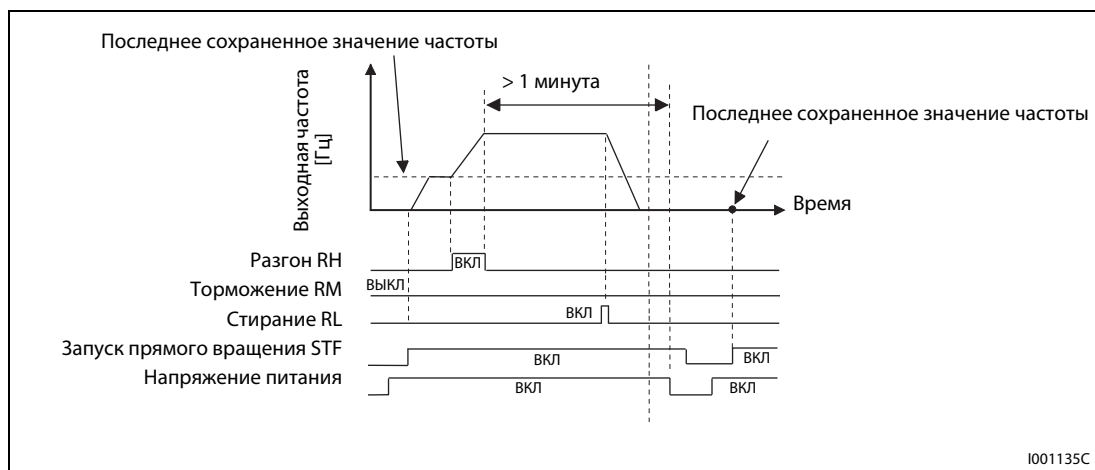 Последнее сохраненное значение частоты
> 1 минута
Последнее сохраненное значение частоты
Выходная частота
[Гц]
Время
Разгон RH
ВКЛ
Торможение RM
ВЫКЛ
Стирание RL
ВКЛ
Запуск прямого вращения STF
ВКЛ
ВКЛ
Напряжение питания
ВКЛ
ВКЛ
I001135C